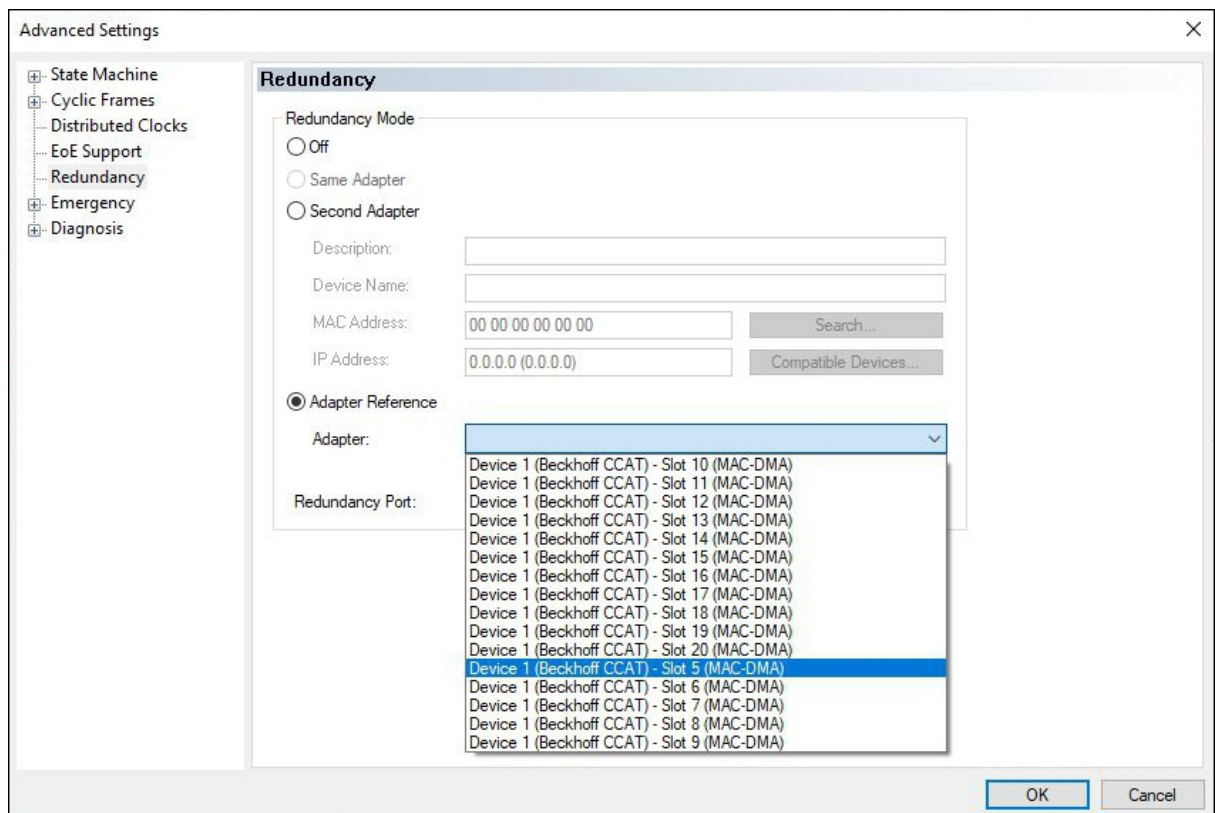 Advanced Settings
State Machine
Cyclic Frames
Distributed Clocks
EoE Support
Redundancy
Emergency
Diagnosis
Redundancy
Redundancy Mode
Off
Same Adapter
Second Adapter
Description:
Device Name:
MAC Address: 00 00 00 00 00 00 Search...
IP Address: 0.0.0.0 (0.0.0.0) Compatible Devices...
Adapter Reference
Adapter:
Device 1 (Beckhoff CCAT) - Slot 10 (MAC-DMA)
Device 1 (Beckhoff CCAT) - Slot 11 (MAC-DMA)
Redundancy Port: Device 1 (Beckhoff CCAT) - Slot 12 (MAC-DMA)
Device 1 (Beckhoff CCAT) - Slot 13 (MAC-DMA)
Device 1 (Beckhoff CCAT) - Slot 14 (MAC-DMA)
Device 1 (Beckhoff CCAT) - Slot 15 (MAC-DMA)
Device 1 (Beckhoff CCAT) - Slot 16 (MAC-DMA)
Device 1 (Beckhoff CCAT) - Slot 17 (MAC-DMA)
Device 1 (Beckhoff CCAT) - Slot 18 (MAC-DMA)
Device 1 (Beckhoff CCAT) - Slot 19 (MAC-DMA)
Device 1 (Beckhoff CCAT) - Slot 20 (MAC-DMA)
Device 1 (Beckhoff CCAT) - Slot 5 (MAC-DMA)
Device 1 (Beckhoff CCAT) - Slot 6 (MAC-DMA)
Device 1 (Beckhoff CCAT) - Slot 7 (MAC-DMA)
Device 1 (Beckhoff CCAT) - Slot 8 (MAC-DMA)
Device 1 (Beckhoff CCAT) - Slot 9 (MAC-DMA)
OK Cancel